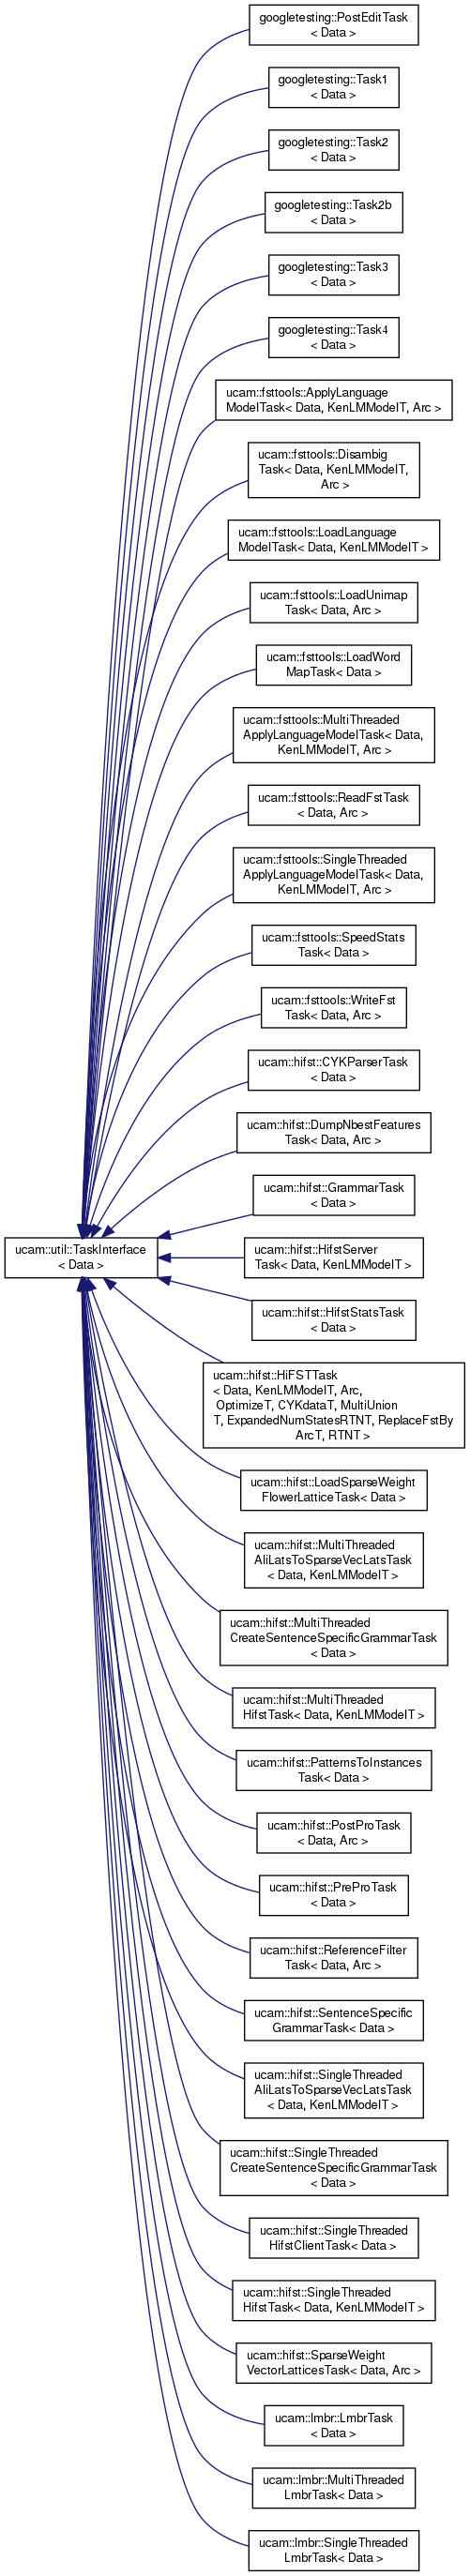 googletesting::PostEditTask
< Data >
googletesting::Task1
< Data >
googletesting::Task2
< Data >
googletesting::Task2b
< Data >
googletesting::Task3
< Data >
googletesting::Task4
< Data >
ucam::fsttools::ApplyLanguage
ModelTask< Data, KenLMModelT, Arc >
ucam::fsttools::Disambig
Task< Data, KenLMModelT,
Arc >
ucam::fsttools::LoadLanguage
ModelTask< Data, KenLMModelT >
ucam::fsttools::LoadUnimap
Task< Data, Arc >
ucam::fsttools::LoadWord
MapTask< Data >
ucam::fsttools::MultiThreaded
ApplyLanguageModelTask< Data,
KenLMModelT, Arc >
ucam::fsttools::ReadFstTask
< Data, Arc >
ucam::fsttools::SingleThreaded
ApplyLanguageModelTask< Data,
KenLMModelT, Arc >
ucam::fsttools::SpeedStats
Task< Data >
ucam::fsttools::WriteFst
Task< Data, Arc >
ucam::hifst::CYKParserTask
< Data >
ucam::hifst::DumpNbestFeatures
Task< Data, Arc >
ucam::hifst::GrammarTask
< Data >
ucam::util::TaskInterface
< Data >
ucam::hifst::HifstServer
Task< Data, KenLMModelT >
ucam::hifst::HifstStatsTask
< Data >
ucam::hifst::HiFSTTask
< Data, KenLMModelT, Arc,
OptimizeT, CYKdataT, MultiUnion
T, ExpandedNumStatesRTNT, ReplaceFstBy
ArcT, RTNT >
ucam::hifst::LoadSparseWeight
FlowerLatticeTask< Data >
ucam::hifst::MultiThreaded
AliLatsToSparseVecLatsTask
< Data, KenLMModelT >
ucam::hifst::MultiThreaded
CreateSentenceSpecificGrammarTask
< Data >
ucam::hifst::MultiThreaded
HifstTask< Data, KenLMModelT >
ucam::hifst::PatternsToInstances
Task< Data >
ucam::hifst::PostProTask
< Data, Arc >
ucam::hifst::PreProTask
< Data >
ucam::hifst::ReferenceFilter
Task< Data, Arc >
ucam::hifst::SentenceSpecific
GrammarTask< Data >
ucam::hifst::SingleThreaded
AliLatsToSparseVecLatsTask
< Data, KenLMModelT >
ucam::hifst::SingleThreaded
CreateSentenceSpecificGrammarTask
< Data >
ucam::hifst::SingleThreaded
HifstClientTask< Data >
ucam::hifst::SingleThreaded
HifstTask< Data, KenLMModelT >
ucam::hifst::SparseWeight
VectorLatticesTask< Data, Arc >
ucam::lmbr::LmbrTask
< Data >
ucam::lmbr::MultiThreaded
LmbrTask< Data >
ucam::lmbr::SingleThreaded
LmbrTask< Data >